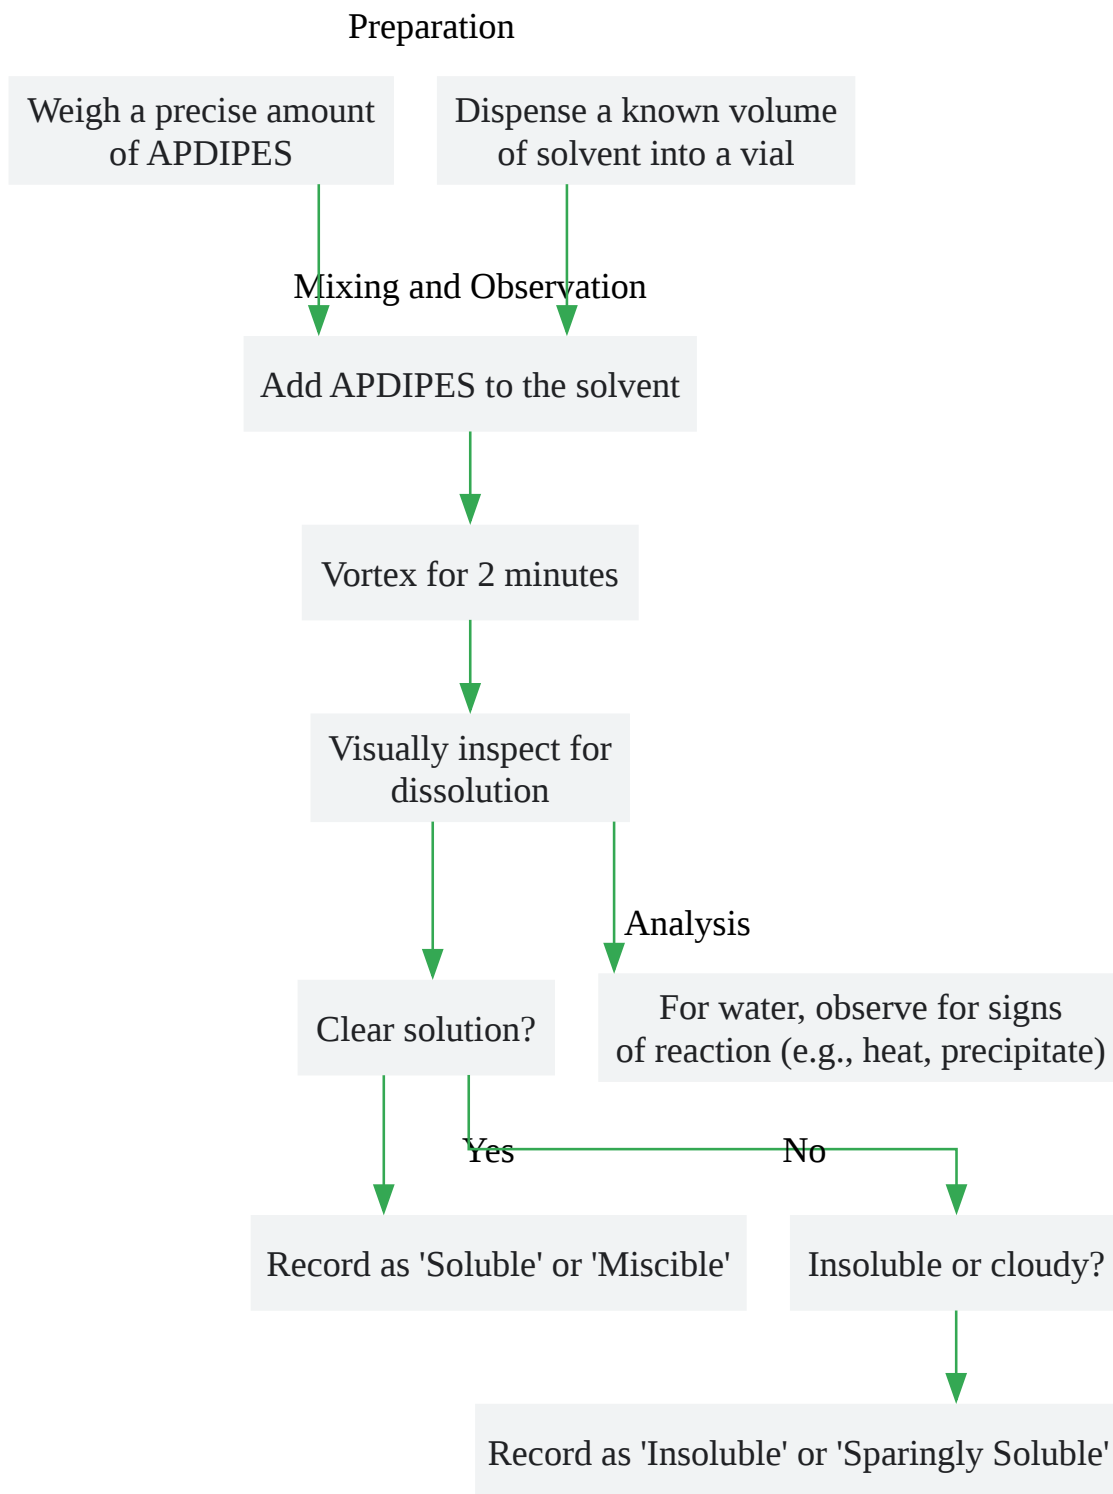 Preparation
Weigh a precise amount
of APDIPES
Dispense a known volume
of solvent into a vial
Mixing and Observation
Add APDIPES to the solvent
Vortex for 2 minutes
Visually inspect for
dissolution
Analysis
Clear solution?
For water, observe for signs
of reaction (e.g., heat, precipitate)
Yes
No
Record as 'Soluble' or 'Miscible'
Insoluble or cloudy?
Record as 'Insoluble' or 'Sparingly Soluble'